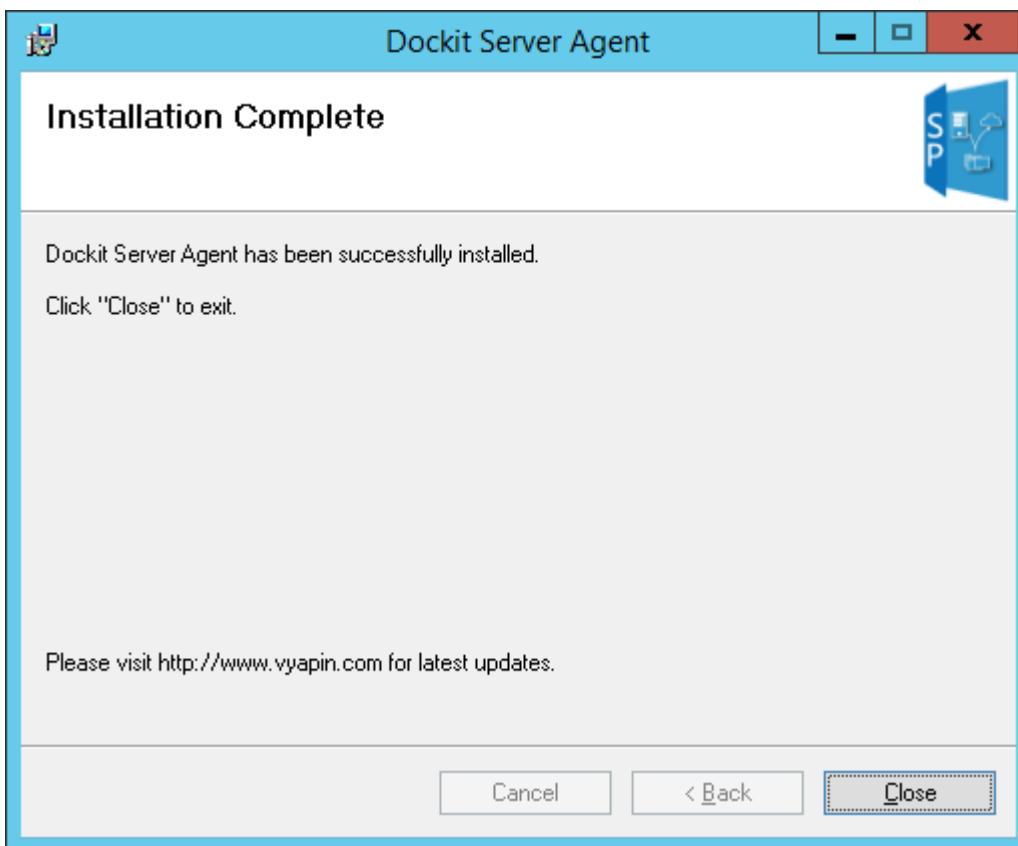 Dockit Server Agent
Installation Complete
S
P
Dockit Server Agent has been successfully installed.
Click "Close" to exit.
Please visit http://www.vyapin.com for latest updates.
Cancel
< Back
Close